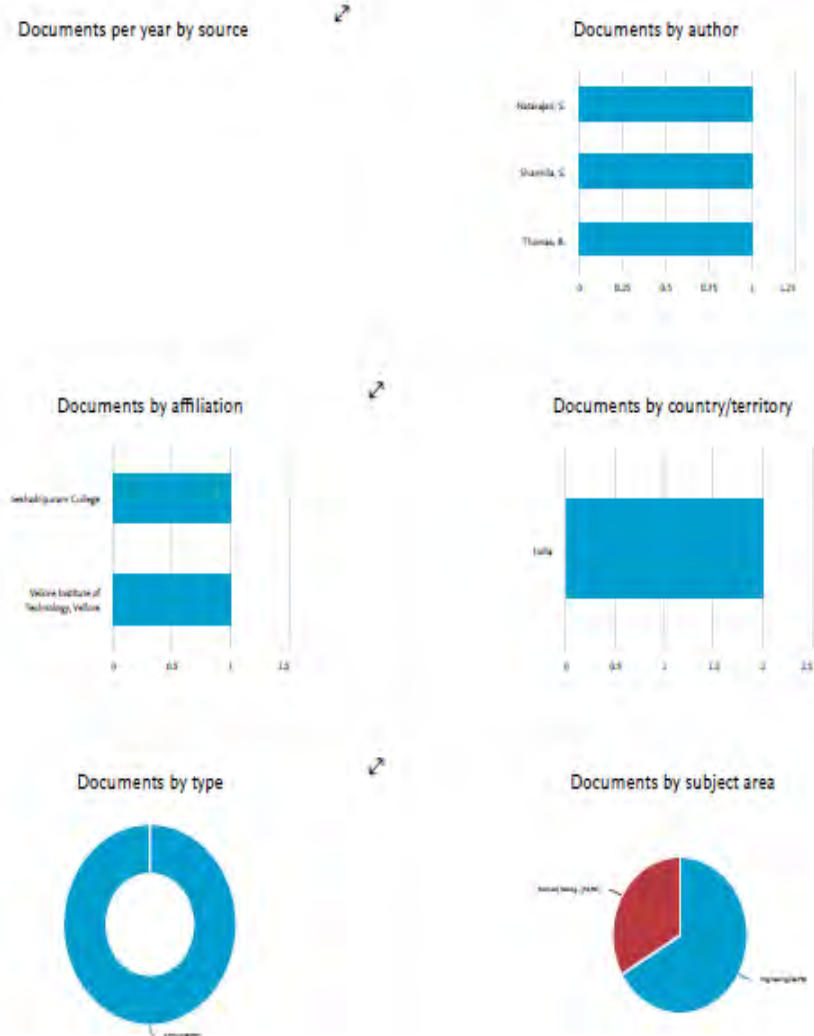 Documents per year by source
Documents by author
Natarajan, S.
Sharmila, S.
Thomas, B.
0 0.25 0.5 0.75 1 1.25
Documents by affiliation
Documents by country/territory
College
Vellore Institute of
Technology, Vellore
0 0.5 1 1.5
India
0 0.5 1 1.5 2 2.5
Documents by type
Documents by subject area